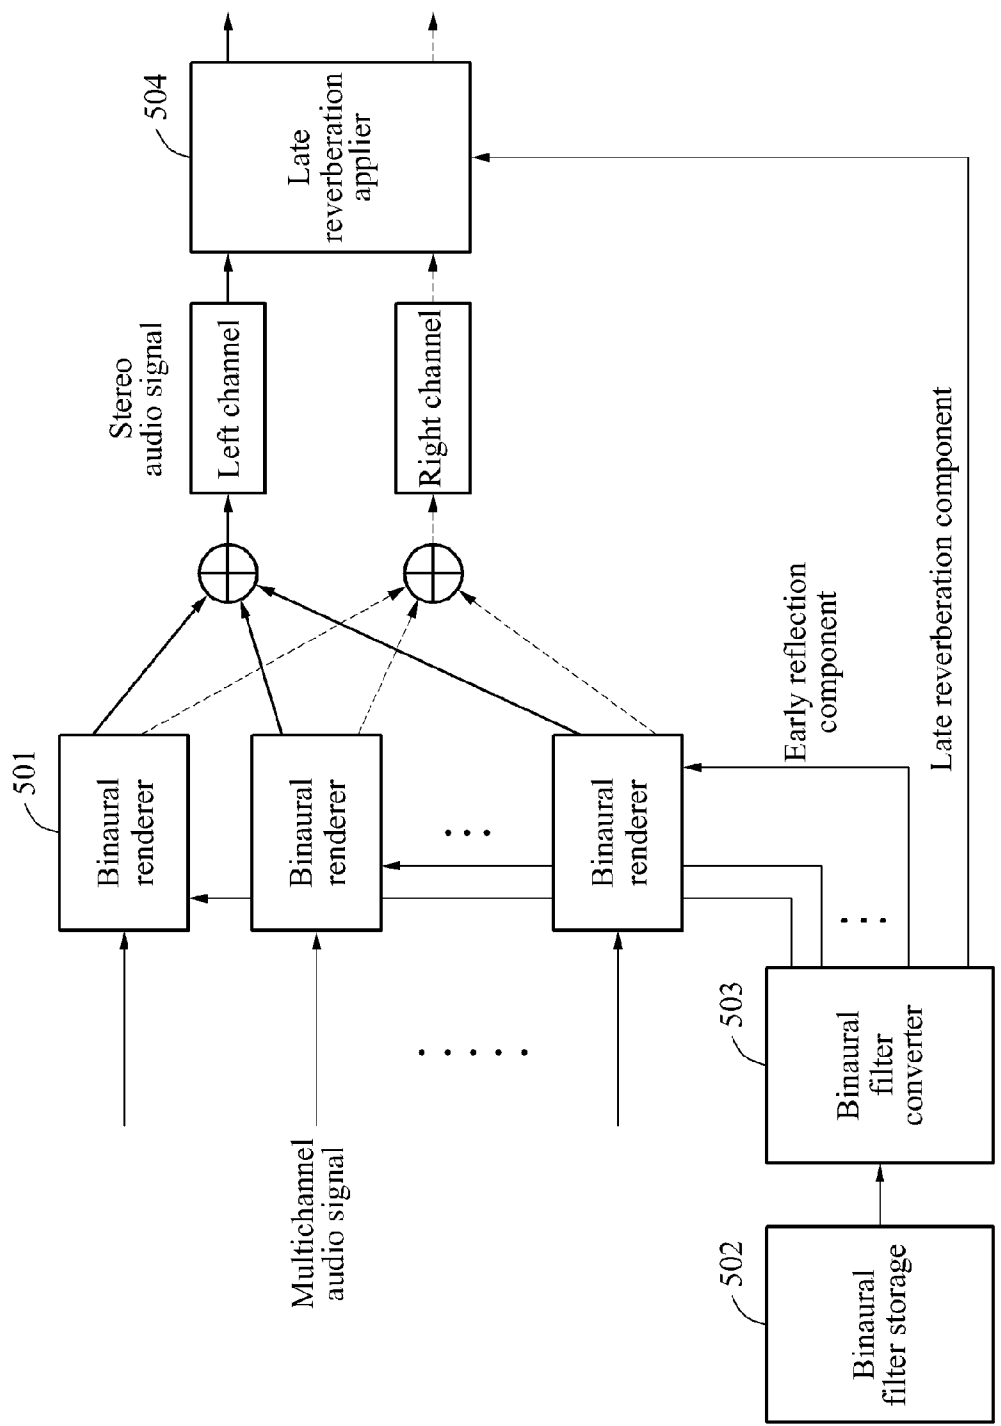 Multichannel
audio signal
501
Binaural
renderer
Binaural
renderer
Binaural
renderer
Stereo
audio signal
Left channel
Right channel
504
Late
reverberation
applier
502
Binaural
filter storage
503
Binaural
filter
converter
Early reflection
component
Late reverberation component